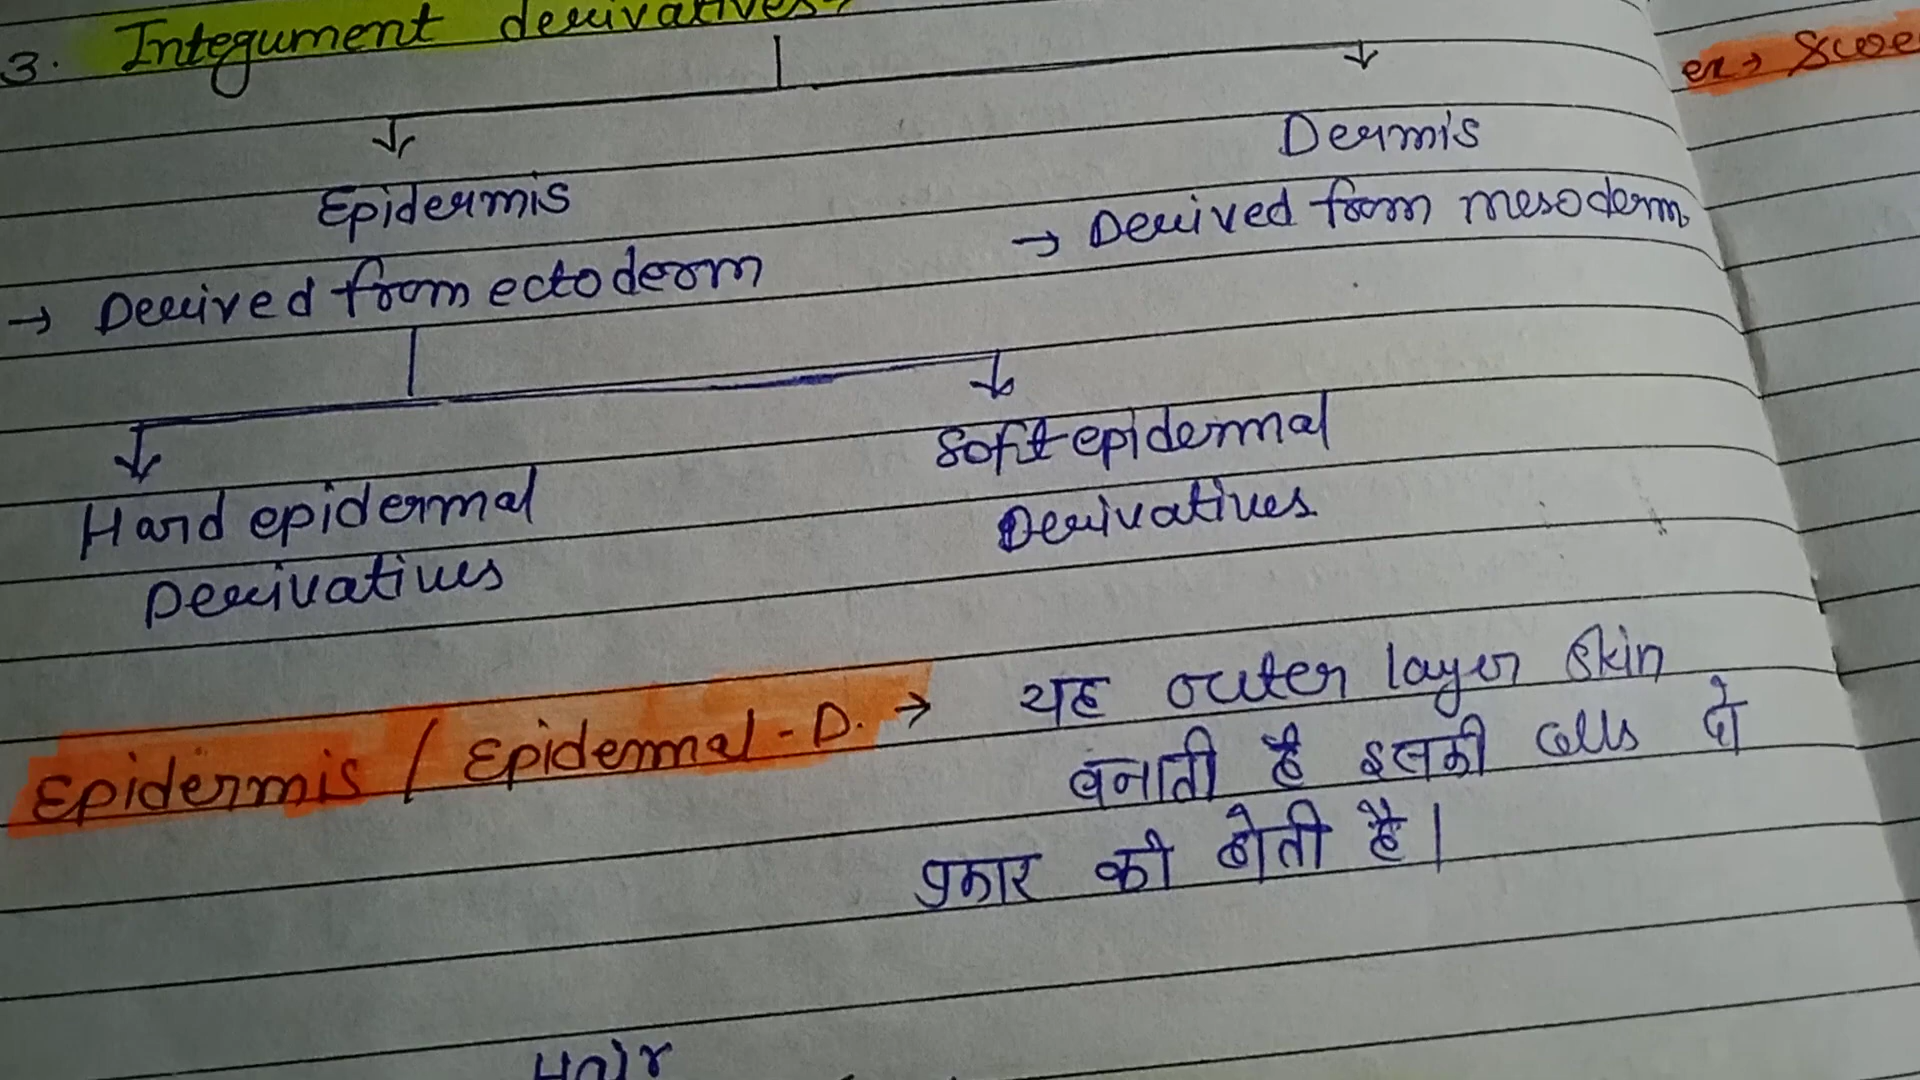 3. Integument derivatives→
ex→ 
Epidermis
Dermis
→ Derived from ectoderm
→ Derived from mesoderm
Hard epidermal
Derivatives
Soft epidermal
Derivatives
Epidermis / Epidermal - D. → यह outer layer skin
बनाती है इसकी cells दो
प्रकार की होती है।
Hair